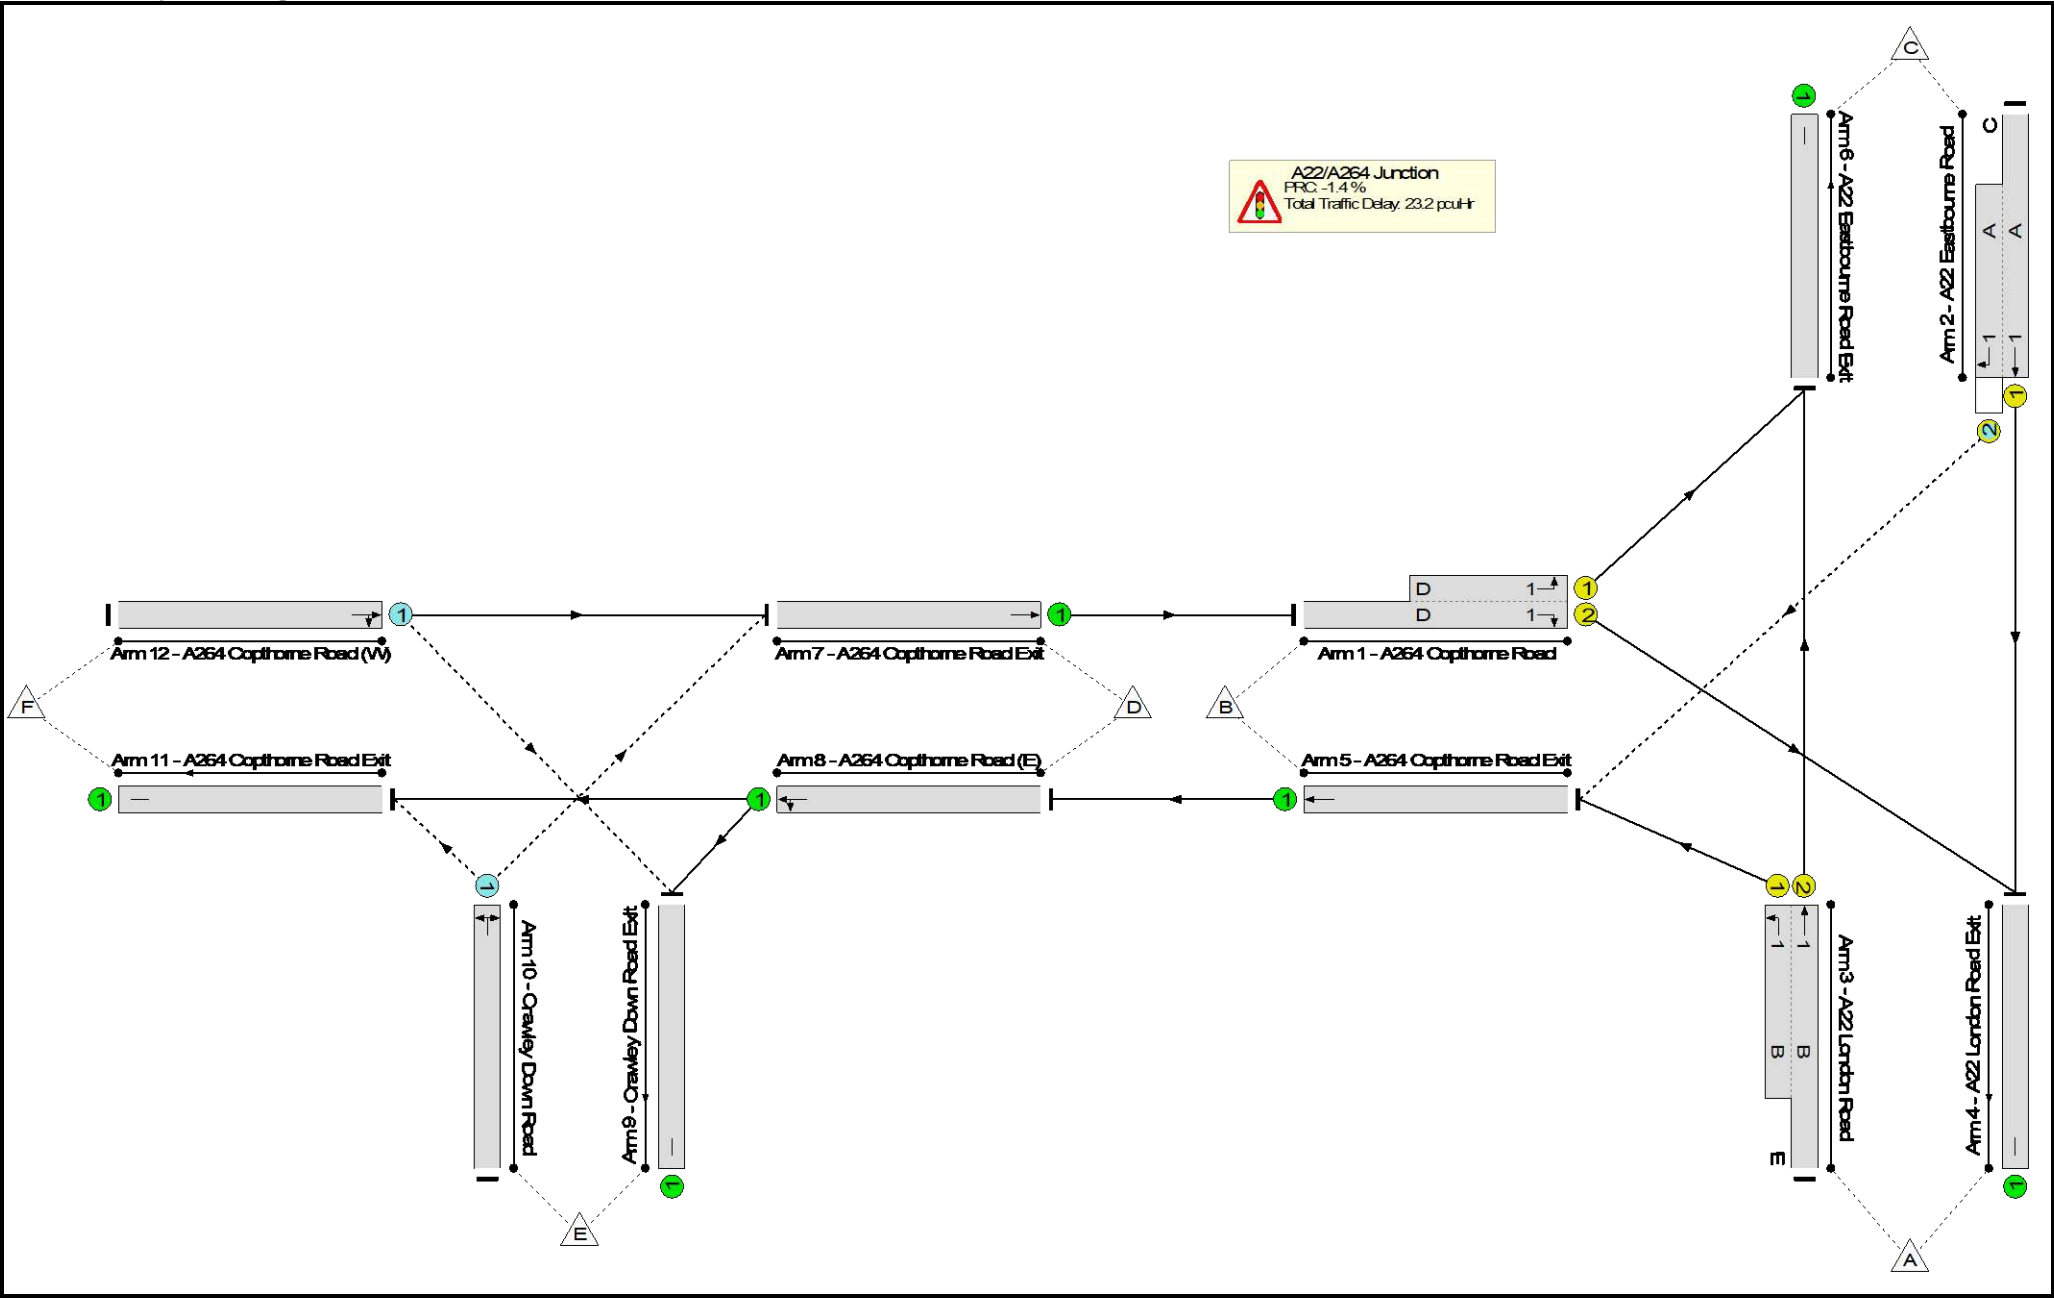 C
1
Arm 6 - A22 Eastbourne Road Exit
Arm 2 - A22 Eastbourne Road
C
A
A
1
1
1
2
A22/A264 Junction
PRC: -1.4 %
Total Traffic Delay: 23.2 pcuHr
1
Arm 12 - A264 Copthorne Road (W)
Arm 7 - A264 Copthorne Road Exit
1
D
1
1
D
1
2
Arm 1 - A264 Copthorne Road
F
D
B
Arm 11 - A264 Copthorne Road Exit
1
Arm 8 - A264 Copthorne Road (E)
1
Arm 5 - A264 Copthorne Road Exit
1
1
Arm 10 - Crawley Down Road
Arm 9 - Crawley Down Road Exit
1
E
1
2
1
1
B
B
E
Arm 3 - A22 London Road
Arm 4 - A22 London Road Exit
1
A